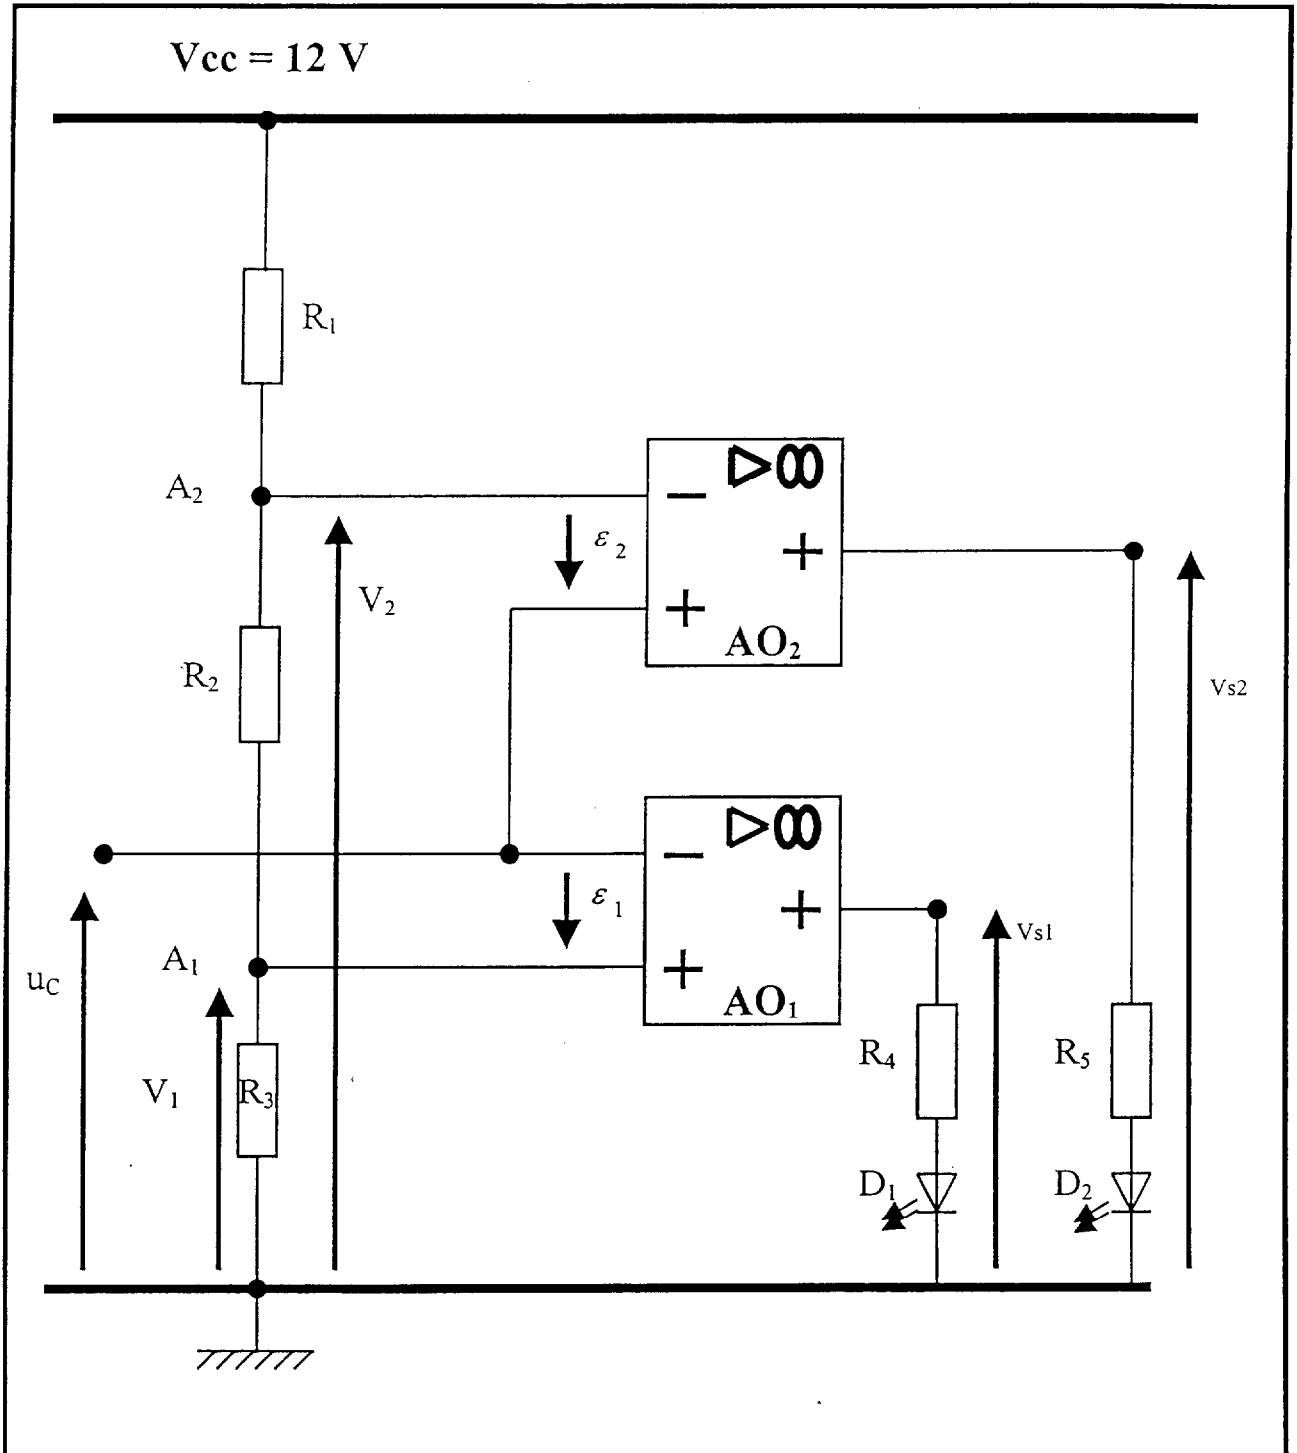 Vcc = 12 V
R₁
A₂
▷∞
−
ε₂
+
V₂
+
AO₂
R₂
Vs2
▷∞
−
ε₁
+
Vs1
A₁
+
u_C
AO₁
R₄
R₅
V₁
R₃
D₁
D₂